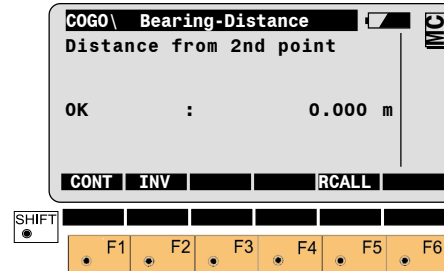 COGO\ Bearing-Distance
MC
Distance from 2nd point
OK : 0.000 m
CONT INV RCALL
SHIFT
F1 F2 F3 F4 F5 F6